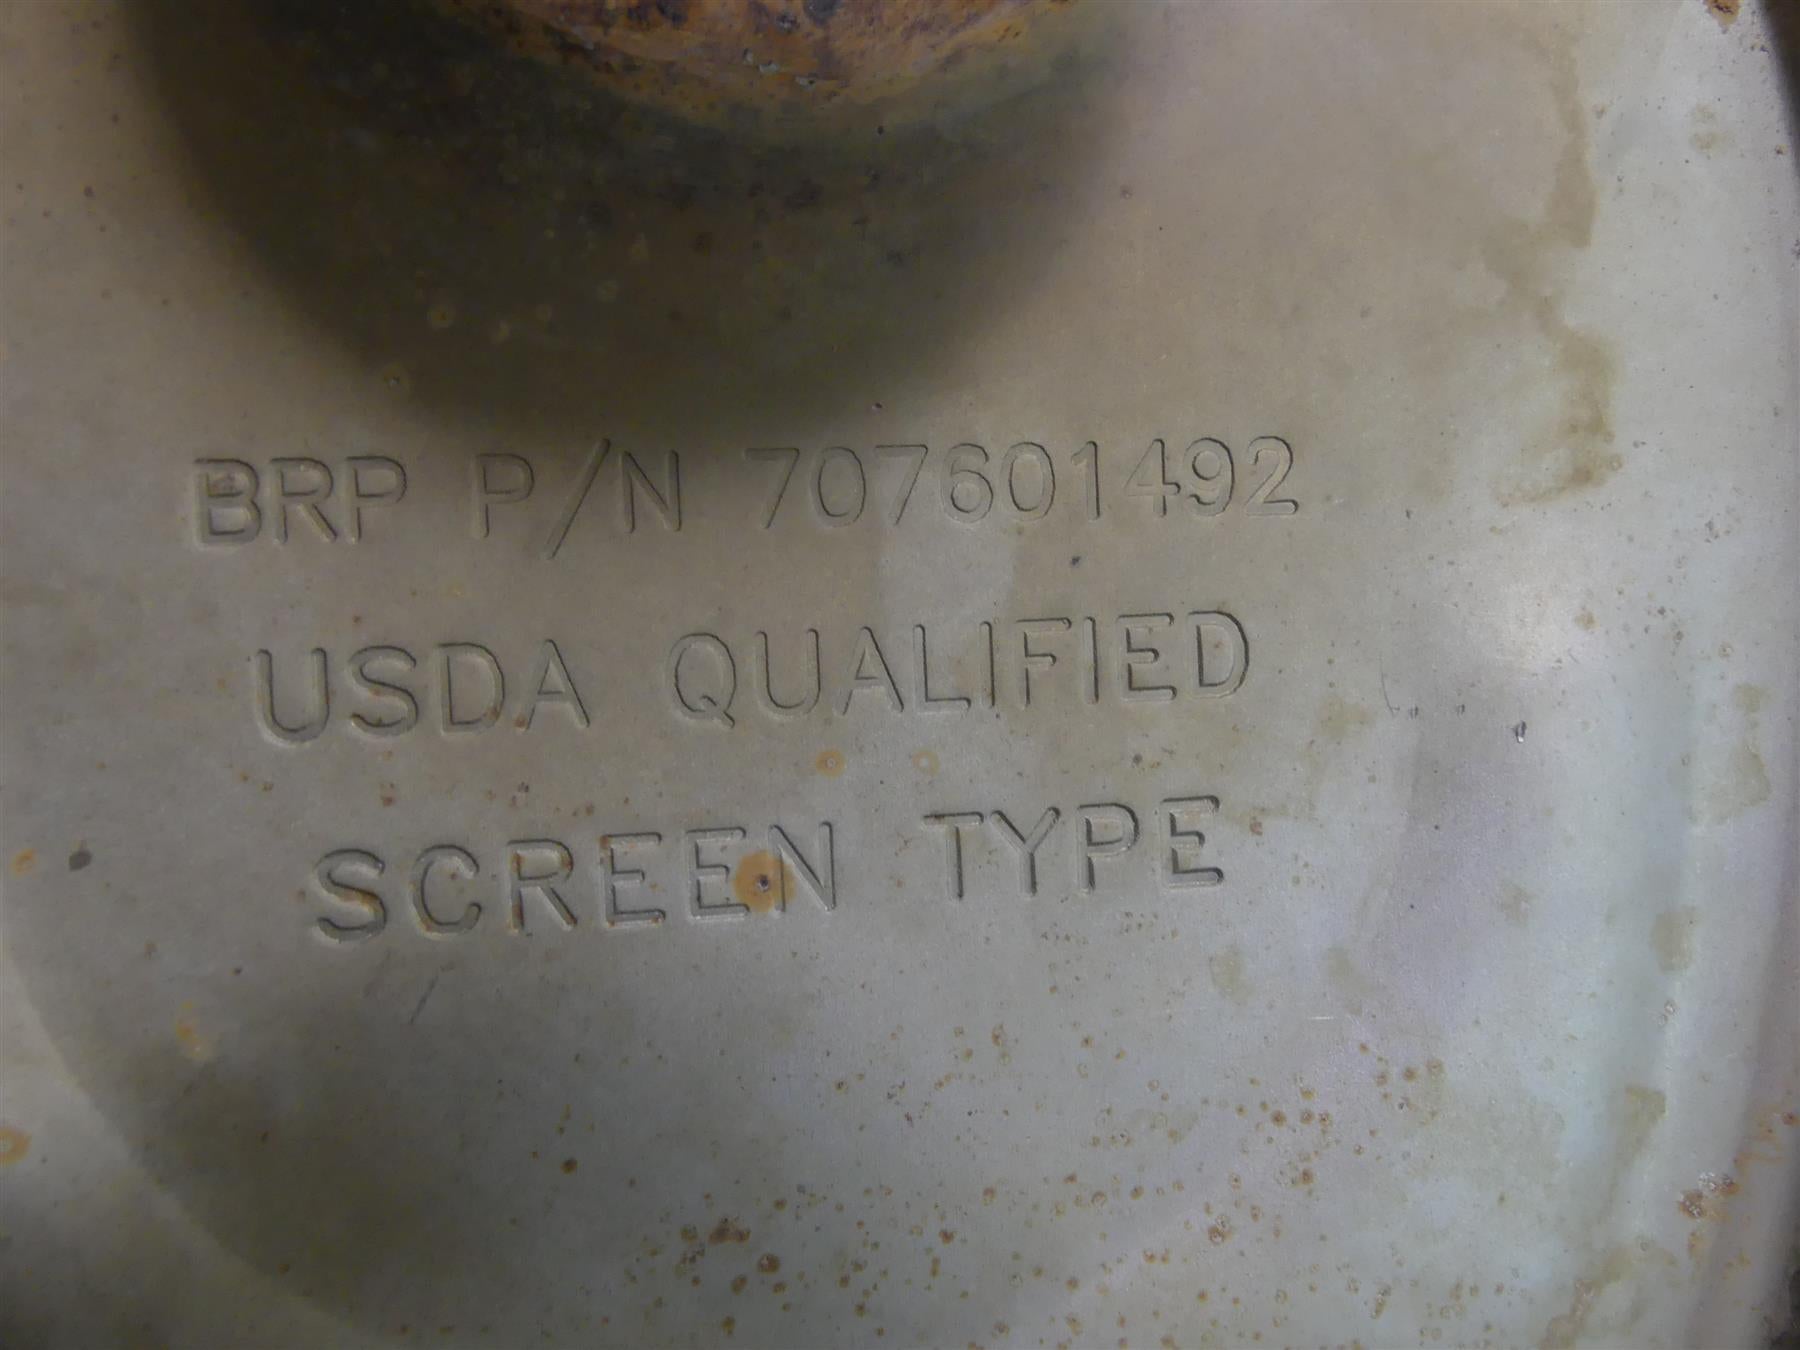 BRP P/N 707601492
USDA QUALIFIED
SCREEN TYPE